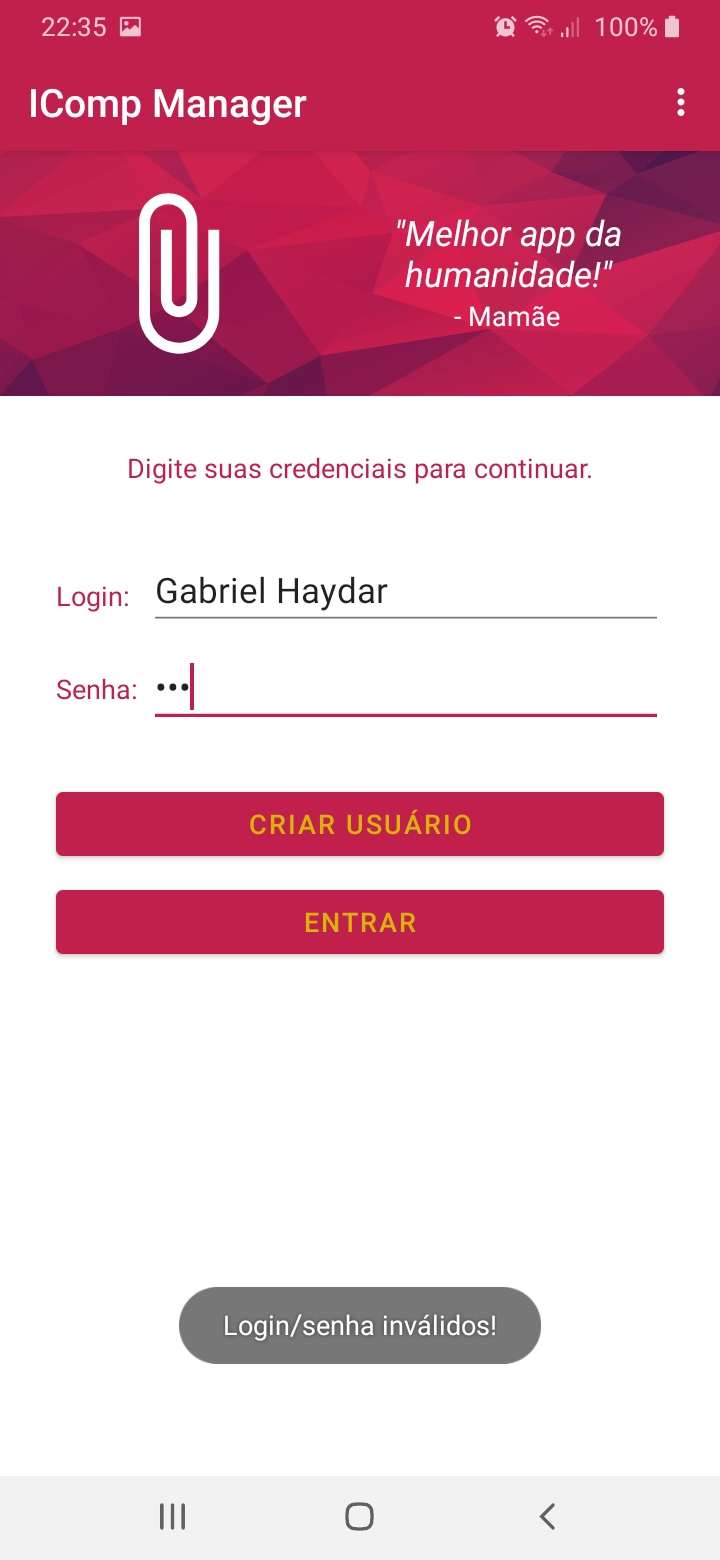 22:35
100%
IComp Manager
"Melhor app da
humanidade!"
- Mamãe
Digite suas credenciais para continuar.
Login: Gabriel Haydar
Senha: •••
CRIAR USUÁRIO
ENTRAR
Login/senha inválidos!